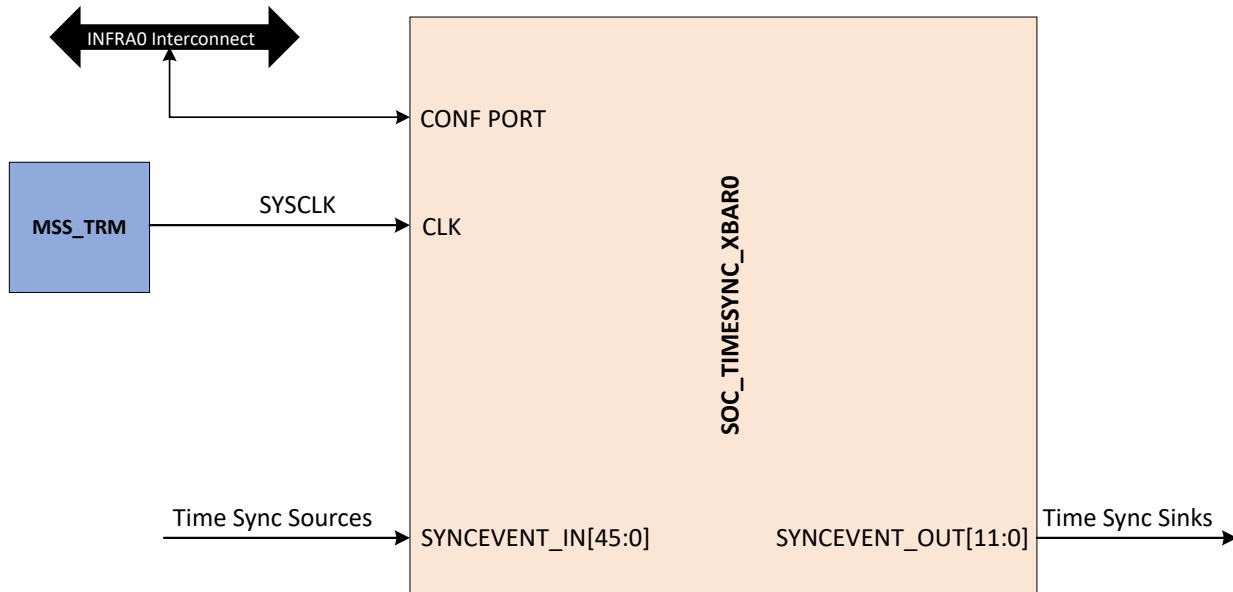 INFRA0 Interconnect
CONF PORT
MSS_TRM
SYSCLK
CLK
SOC_TIMESYNC_XBAR0
Time Sync Sources
SYNCEVENT_IN[45:0]
SYNCEVENT_OUT[11:0]
Time Sync Sinks